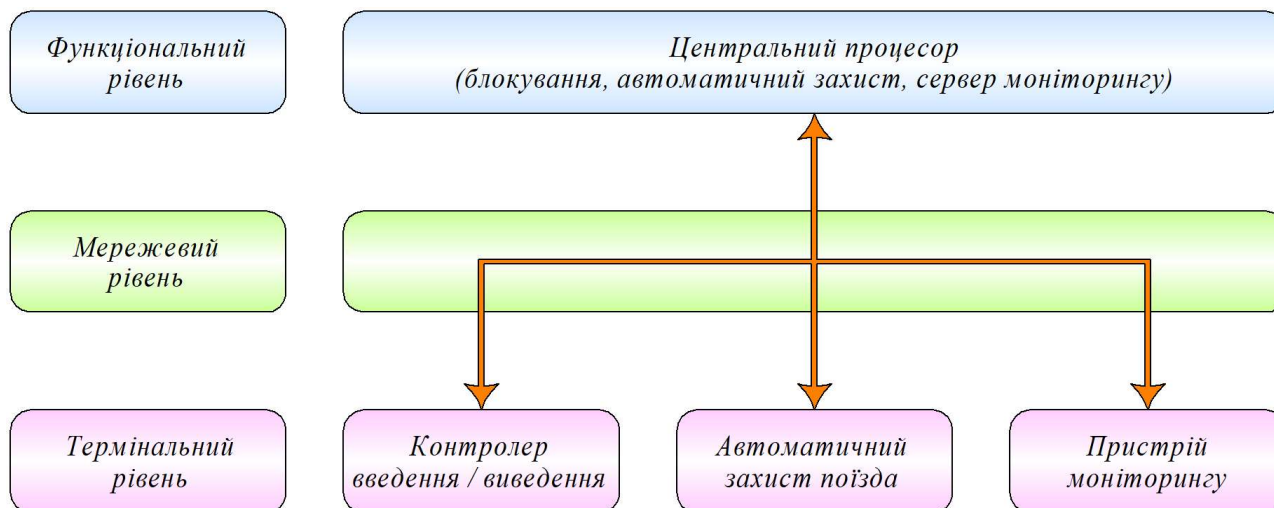 Функціональний
рівень
Центральний процесор
(блокування, автоматичний захист, сервер моніторингу)
Мережевий
рівень
Термінальний
рівень
Контролер
введення / виведення
Автоматичний
захист поїзда
Пристрій
моніторингу